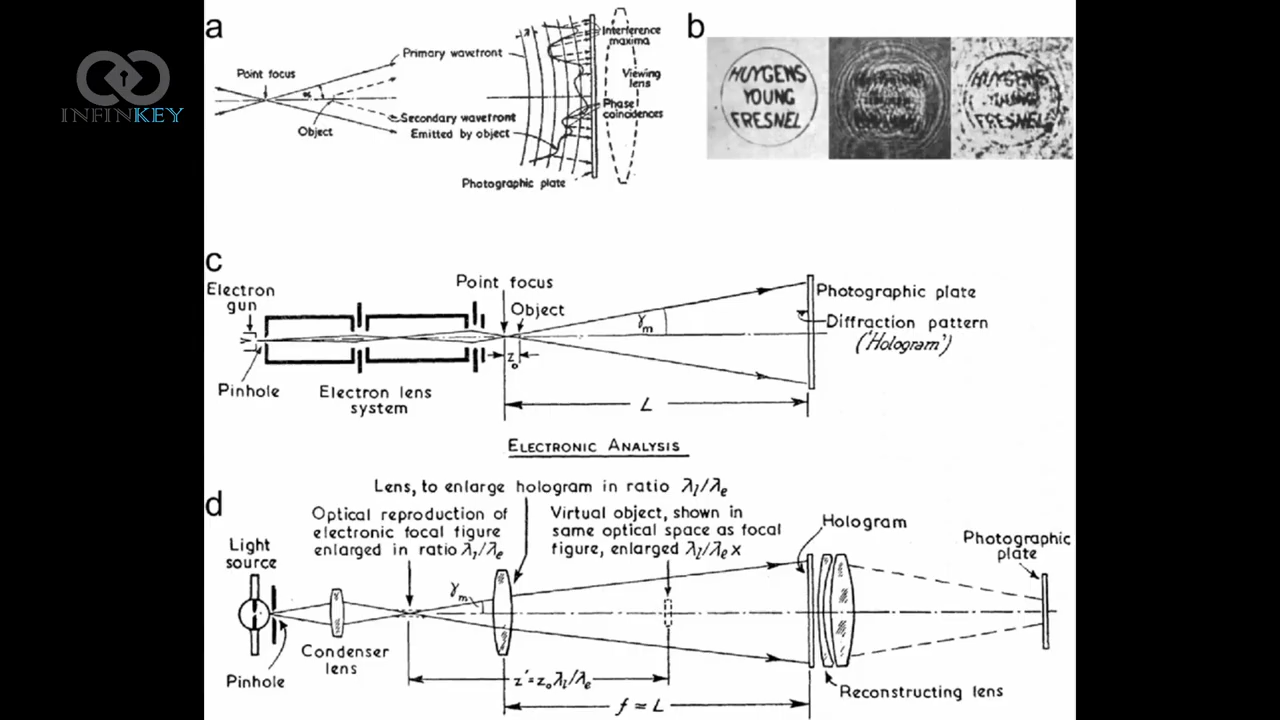 INFINKEY
a
Point focus
Object
Primary wavefront
Secondary wavefront
Emitted by object
Interference
maxima
Viewing
lens
Phase
coincidences
Photographic plate
b
HUYGENS
YOUNG
FRESNEL
HUYGENS
YOUNG
FRESNEL
c
Electron
gun
Pinhole
Electron lens
system
Point focus
Object
z₀
γm
L
Photographic plate
Diffraction pattern
('Hologram')
ELECTRONIC ANALYSIS
d
Light
source
Pinhole
Condenser
lens
Optical reproduction of
electronic focal figure
enlarged in ratio λl/λe
Lens, to enlarge hologram in ratio λl/λe
Virtual object, shown in
same optical space as focal
figure, enlarged λl/λe x
γm
z'=z₀λl/λe
f ≃ L
Hologram
Reconstructing lens
Photographic
plate